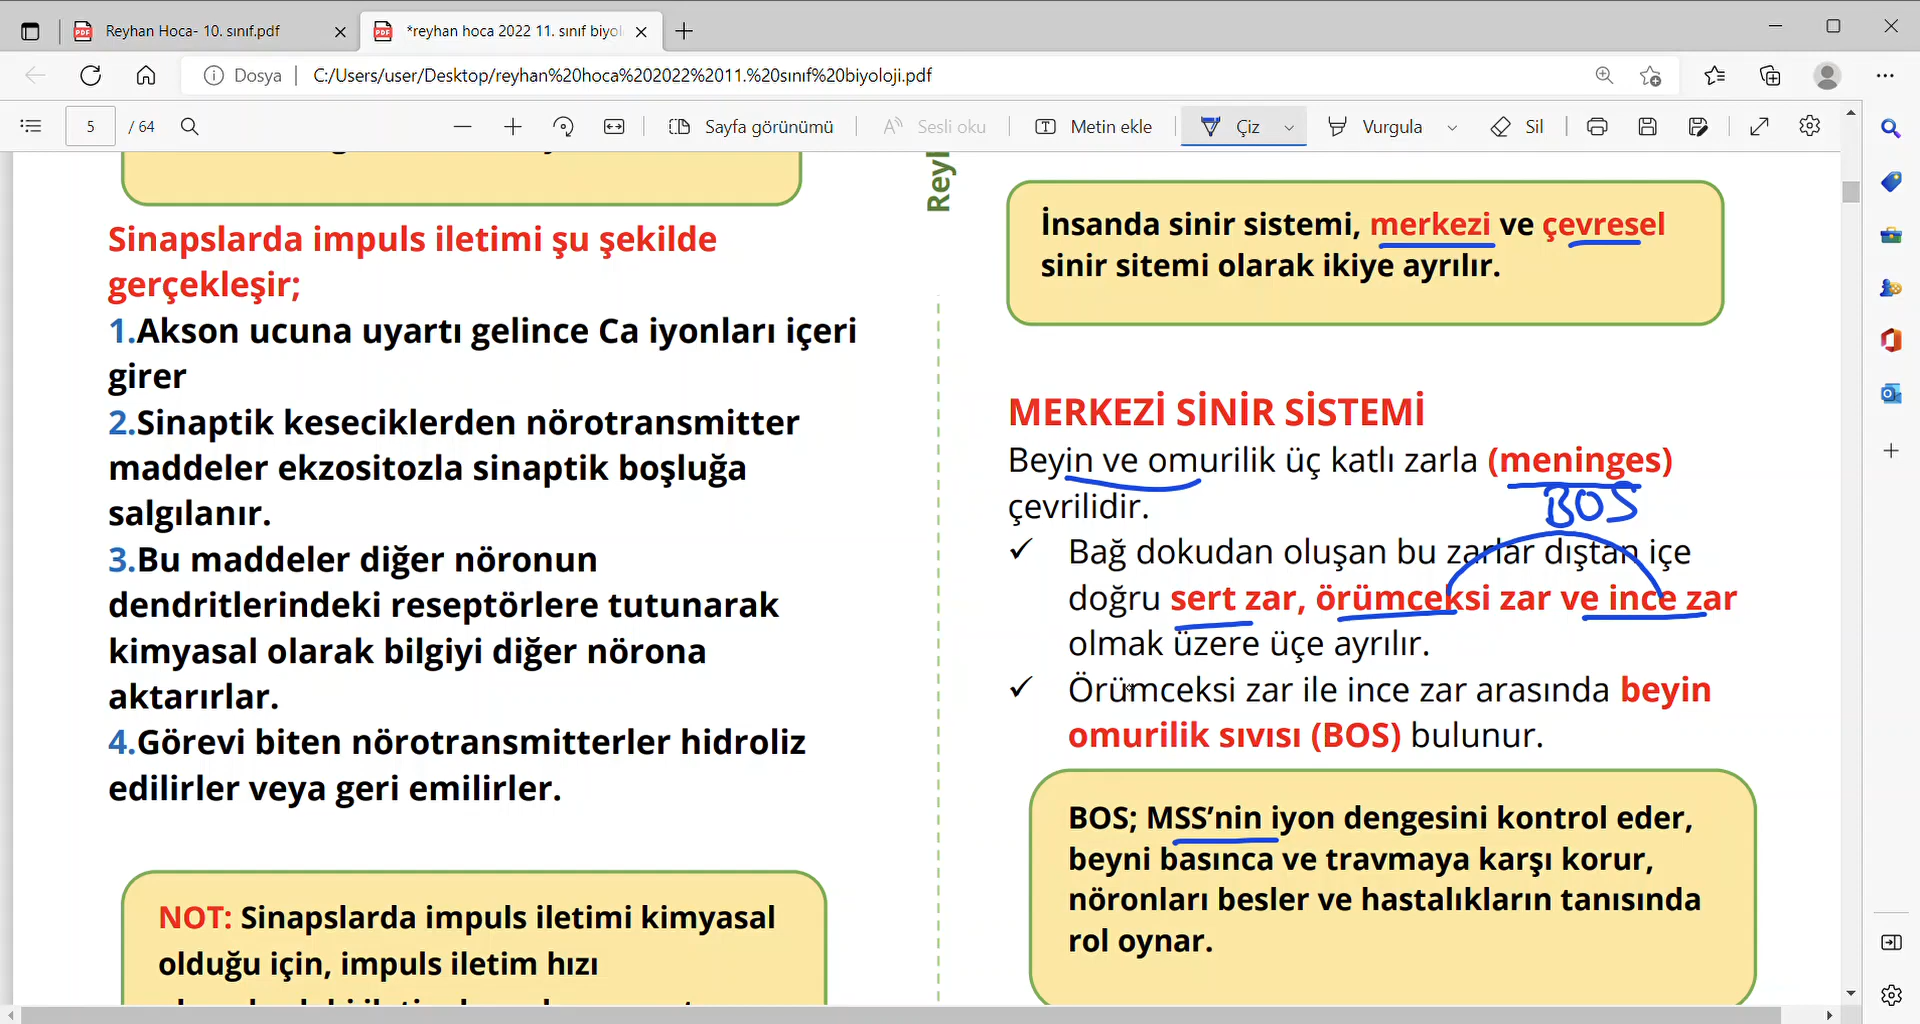 Reyhan Hoca- 10. sınıf.pdf
*reyhan hoca 2022 11. sınıf biyol
Dosya
C:/Users/user/Desktop/reyhan%20hoca%202022%2011.%20sınıf%20biyoloji.pdf
5 / 64
Sayfa görünümü
Sesli oku
Metin ekle
Çiz
Vurgula
Sil
Sinapslarda impuls iletimi şu şekilde
gerçekleşir;
1.Akson ucuna uyartı gelince Ca iyonları içeri
girer
2.Sinaptik keseciklerden nörotransmitter
maddeler ekzositozla sinaptik boşluğa
salgılanır.
3.Bu maddeler diğer nöronun
dendritlerindeki reseptörlere tutunarak
kimyasal olarak bilgiyi diğer nörona
aktarırlar.
4.Görevi biten nörotransmitterler hidroliz
edilirler veya geri emilirler.
NOT: Sinapslarda impuls iletimi kimyasal
olduğu için, impuls iletim hızı
Reyh
İnsanda sinir sistemi, merkezi ve çevresel
sinir sitemi olarak ikiye ayrılır.
MERKEZİ SİNİR SİSTEMİ
Beyin ve omurilik üç katlı zarla (meninges)
çevrilidir.
BOS
Bağ dokudan oluşan bu zarlar dıştan içe
doğru sert zar, örümceksi zar ve ince zar
olmak üzere üçe ayrılır.
Örümceksi zar ile ince zar arasında beyin
omurilik sıvısı (BOS) bulunur.
BOS; MSS’nin iyon dengesini kontrol eder,
beyni basınca ve travmaya karşı korur,
nöronları besler ve hastalıkların tanısında
rol oynar.